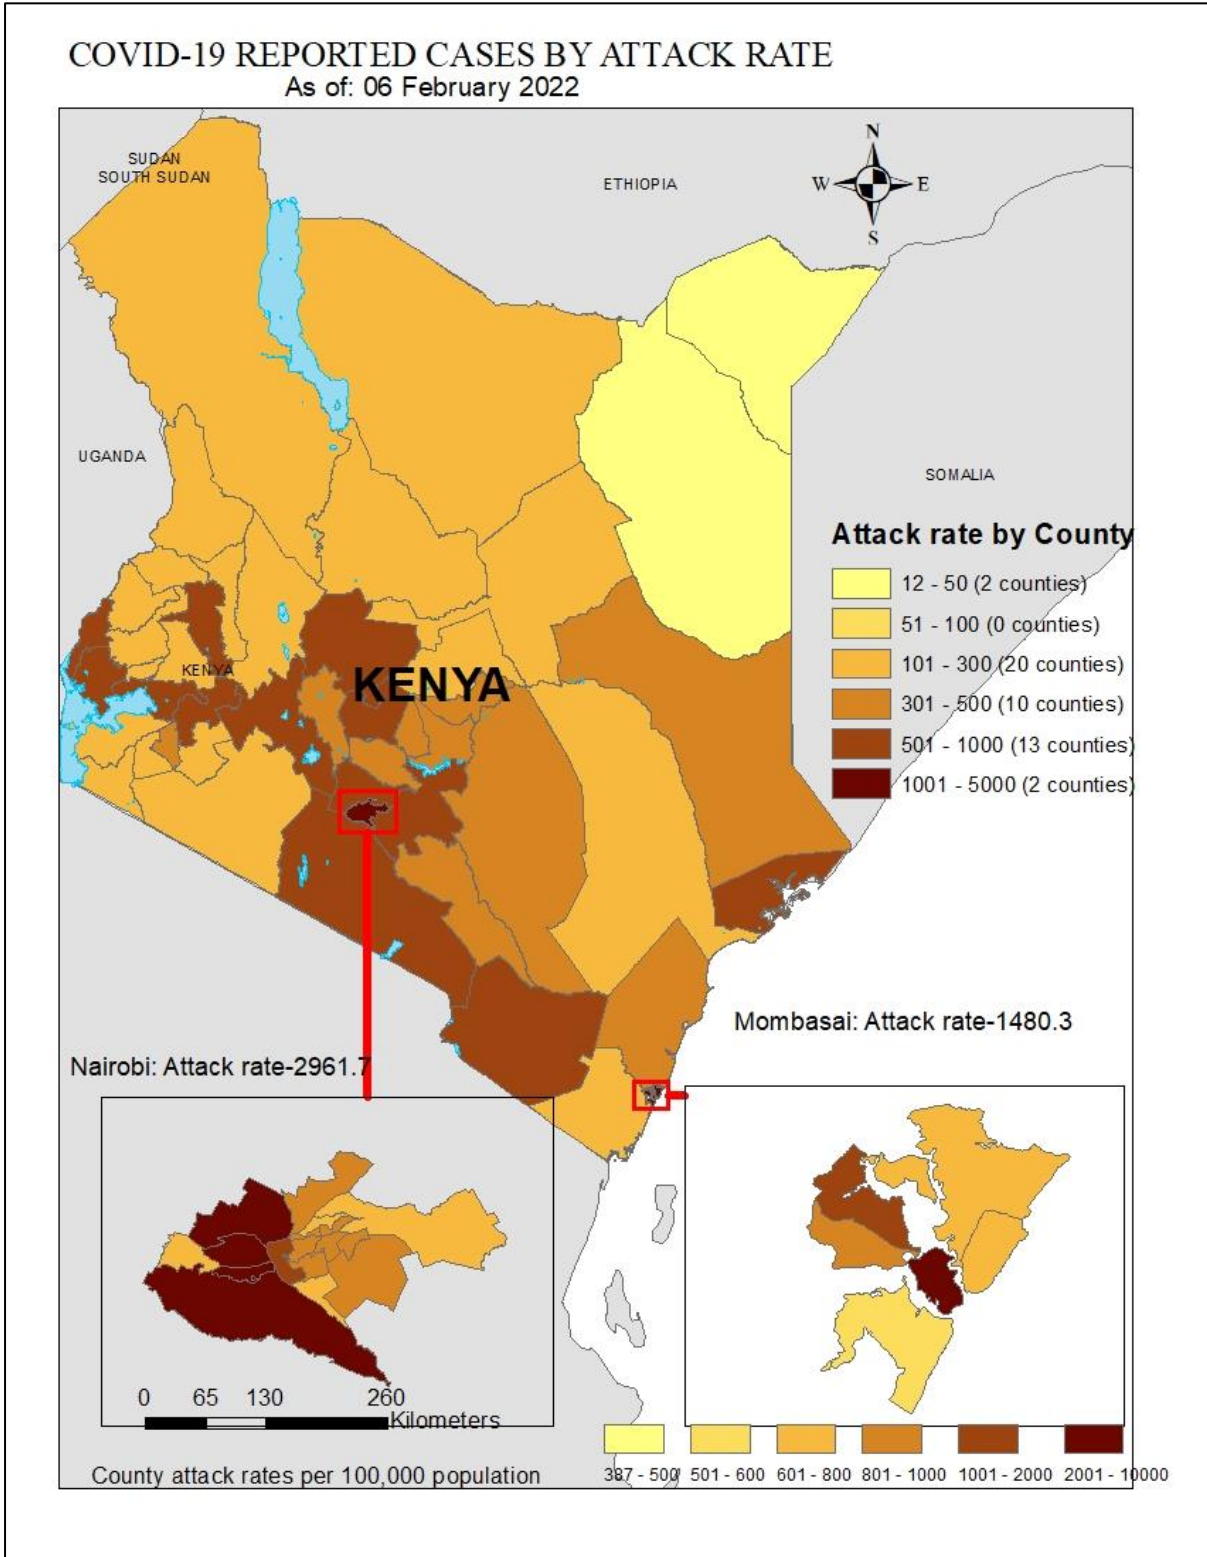 COVID-19 REPORTED CASES BY ATTACK RATE
As of: 06 February 2022
N
W E
S
SUDAN
SOUTH SUDAN
ETHIOPIA
UGANDA
SOMALIA
Attack rate by County
12 - 50 (2 counties)
51 - 100 (0 counties)
101 - 300 (20 counties)
301 - 500 (10 counties)
501 - 1000 (13 counties)
1001 - 5000 (2 counties)
KENYA
KENYA
Mombasai: Attack rate-1480.3
Nairobi: Attack rate-2961.7
0 65 130 260
Kilometers
County attack rates per 100,000 population
387 - 500 501 - 600 601 - 800 801 - 1000 1001 - 2000 2001 - 10000